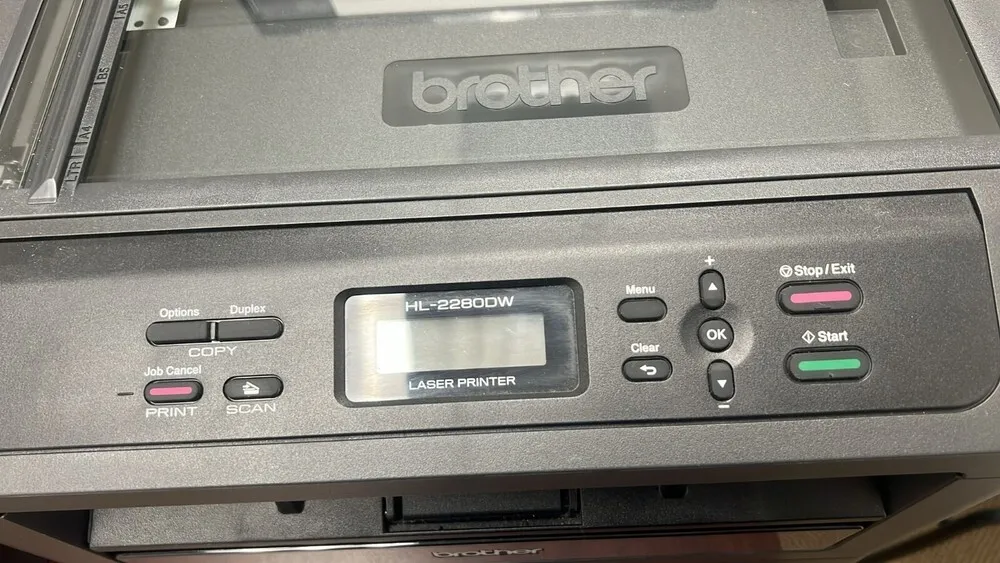 A5
B5
A4
LTR
brother
Options
Duplex
COPY
Job Cancel
PRINT
SCAN
HL-2280DW
LASER PRINTER
Menu
Clear
+
OK
−
Stop / Exit
Start
brother